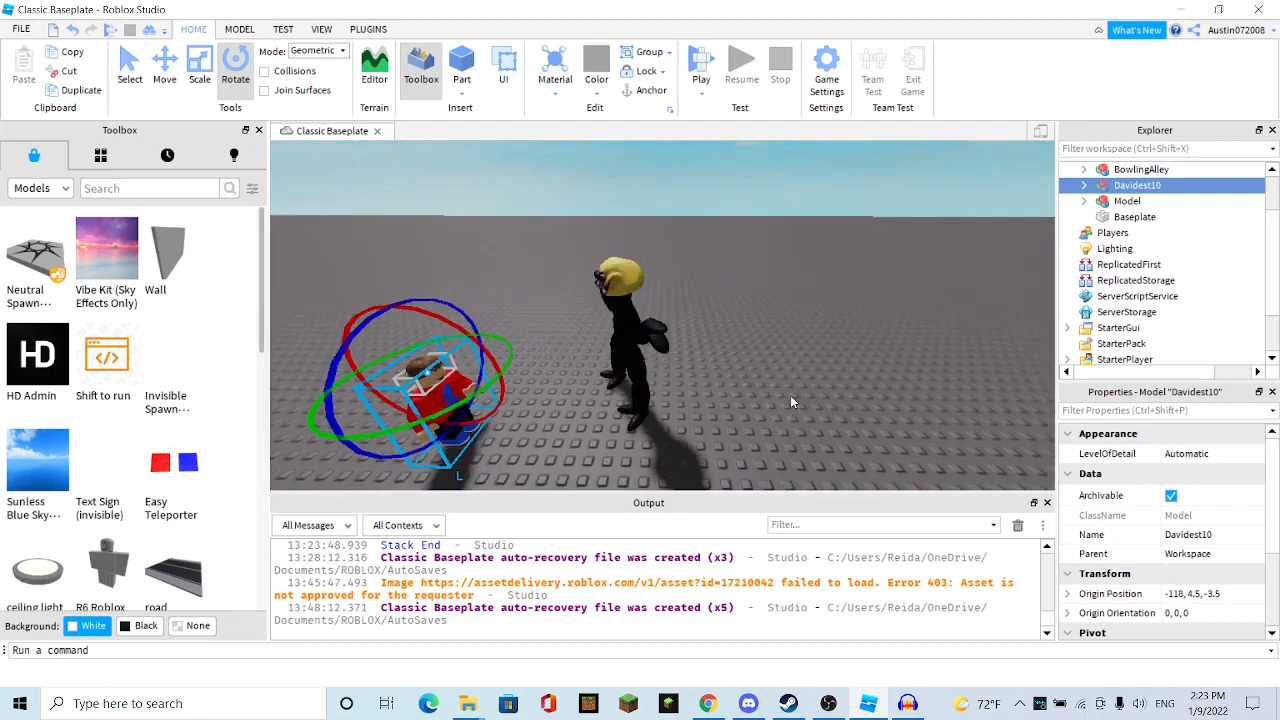 Classic Baseplate - Roblox Studio
FILE HOME MODEL TEST VIEW PLUGINS What's New Austin072008
Paste Copy Cut Duplicate Clipboard
Select Move Scale Rotate Mode: Geometric Collisions Join Surfaces Tools
Editor Terrain
Toolbox Part UI Insert
Material Color Group Lock Anchor Edit
Play Resume Stop Test
Game Settings Settings
Team Test Exit Game Team Test
Toolbox
Models Search
Neutral Spawn...
Vibe Kit (Sky Effects Only)
Wall
HD
HD Admin
Shift to run
Invisible Spawn...
Sunless Blue Sky...
Text Sign (invisible)
Easy Teleporter
ceiling light
R6 Roblox
road
Background: White Black None
Classic Baseplate
L
Output
All Messages All Contexts Filter...
13:23:48.939 Stack End - Studio
13:28:12.316 Classic Baseplate auto-recovery file was created (x3) - Studio - C:/Users/Reida/OneDrive/
Documents/ROBLOX/AutoSaves
13:45:47.493 Image https://assetdelivery.roblox.com/v1/asset?id=17210042 failed to load. Error 403: Asset is
not approved for the requester - Studio
13:48:12.371 Classic Baseplate auto-recovery file was created (x5) - Studio - C:/Users/Reida/OneDrive/
Documents/ROBLOX/AutoSaves
Explorer
Filter workspace (Ctrl+Shift+X)
BowlingAlley
Davidest10
Model
Baseplate
Players
Lighting
ReplicatedFirst
ReplicatedStorage
ServerScriptService
ServerStorage
StarterGui
StarterPack
StarterPlayer
Properties - Model "Davidest10"
Filter Properties (Ctrl+Shift+P)
Appearance
LevelOfDetail Automatic
Data
Archivable
ClassName Model
Name Davidest10
Parent Workspace
Transform
Origin Position -118, 4.5, -3.5
Origin Orientation 0, 0, 0
Pivot
Run a command
Type here to search
72°F ENG 2:23 PM
1/9/2022